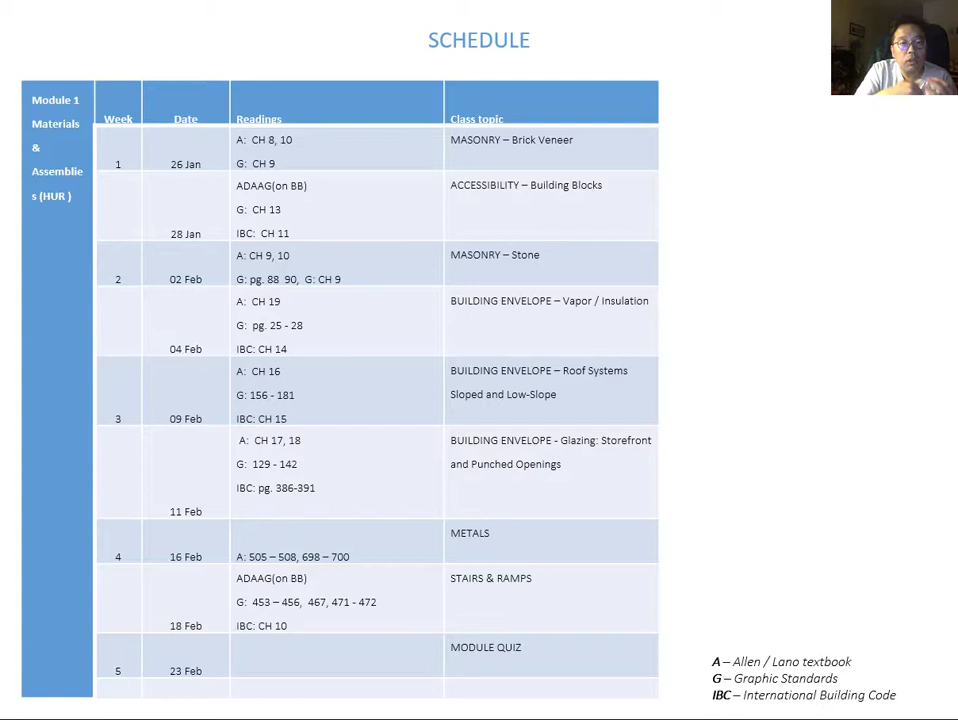 SCHEDULE
Module 1
Materials
&
Assemblie
s (HUR )
Week
Date
Readings
Class topic
1
26 Jan
A: CH 8, 10
G: CH 9
MASONRY – Brick Veneer
28 Jan
ADAAG(on BB)
G: CH 13
IBC: CH 11
ACCESSIBILITY – Building Blocks
2
02 Feb
A: CH 9, 10
G: pg. 88 90, G: CH 9
MASONRY – Stone
04 Feb
A: CH 19
G: pg. 25 - 28
IBC: CH 14
BUILDING ENVELOPE – Vapor / Insulation
3
09 Feb
A: CH 16
G: 156 - 181
IBC: CH 15
BUILDING ENVELOPE – Roof Systems
Sloped and Low-Slope
11 Feb
A: CH 17, 18
G: 129 - 142
IBC: pg. 386-391
BUILDING ENVELOPE - Glazing: Storefront
and Punched Openings
4
16 Feb
A: 505 – 508, 698 – 700
METALS
18 Feb
ADAAG(on BB)
G: 453 – 456, 467, 471 - 472
IBC: CH 10
STAIRS & RAMPS
5
23 Feb
MODULE QUIZ
A – Allen / Lano textbook
G – Graphic Standards
IBC – International Building Code